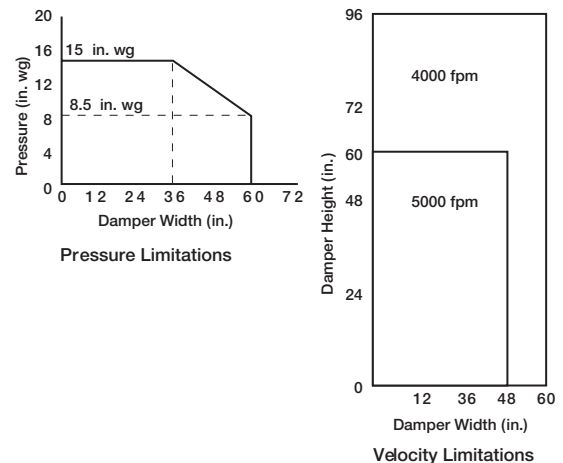 Pressure (in. wg)
20
16
12
8
4
0
15 in. wg
8.5 in. wg
0 12 24 36 48 60 72
Damper Width (in.)
Pressure Limitations
Damper Height (in.)
96
72
60
48
24
0
4000 fpm
5000 fpm
12 36 48 60
Damper Width (in.)
Velocity Limitations